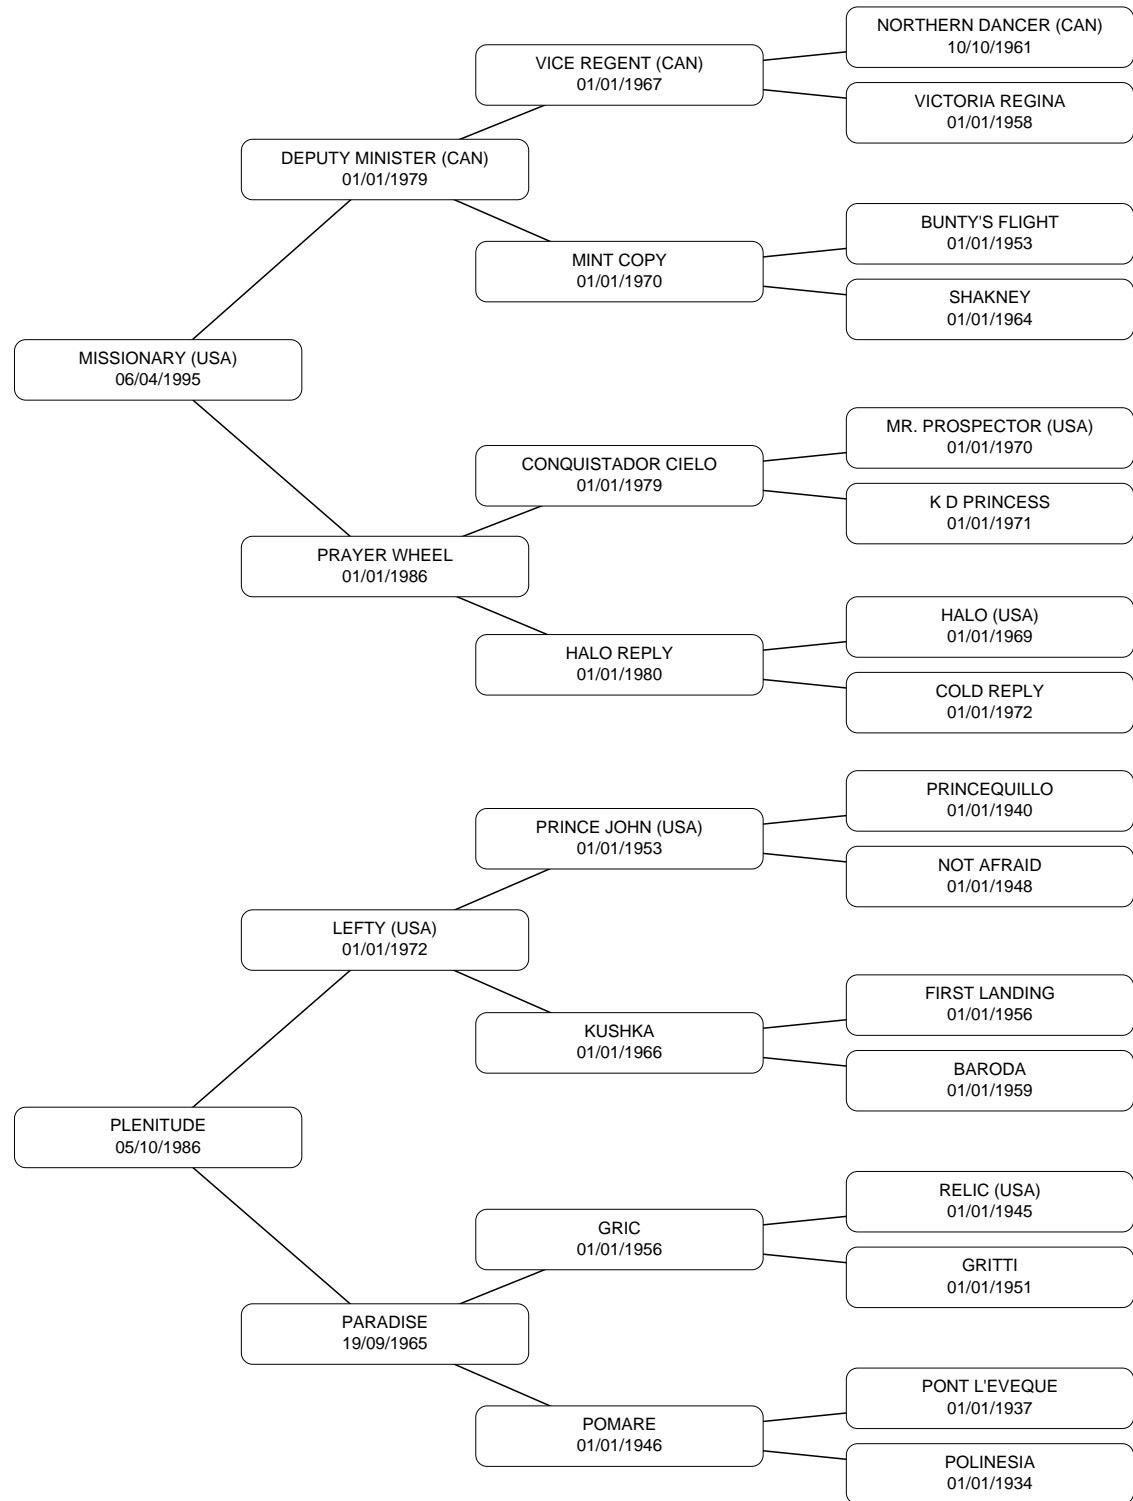 NORTHERN DANCER (CAN)
10/10/1961
VICE REGENT (CAN)
01/01/1967
VICTORIA REGINA
01/01/1958
DEPUTY MINISTER (CAN)
01/01/1979
BUNTY'S FLIGHT
01/01/1953
MINT COPY
01/01/1970
SHAKNEY
01/01/1964
MISSIONARY (USA)
06/04/1995
MR. PROSPECTOR (USA)
01/01/1970
CONQUISTADOR CIELO
01/01/1979
K D PRINCESS
01/01/1971
PRAYER WHEEL
01/01/1986
HALO (USA)
01/01/1969
HALO REPLY
01/01/1980
COLD REPLY
01/01/1972
PRINCEQUILLO
01/01/1940
PRINCE JOHN (USA)
01/01/1953
NOT AFRAID
01/01/1948
LEFTY (USA)
01/01/1972
FIRST LANDING
01/01/1956
KUSHKA
01/01/1966
BARODA
01/01/1959
PLENITUDE
05/10/1986
RELIC (USA)
01/01/1945
GRIC
01/01/1956
GRITTI
01/01/1951
PARADISE
19/09/1965
PONT L'EVEQUE
01/01/1937
POMARE
01/01/1946
POLINESIA
01/01/1934